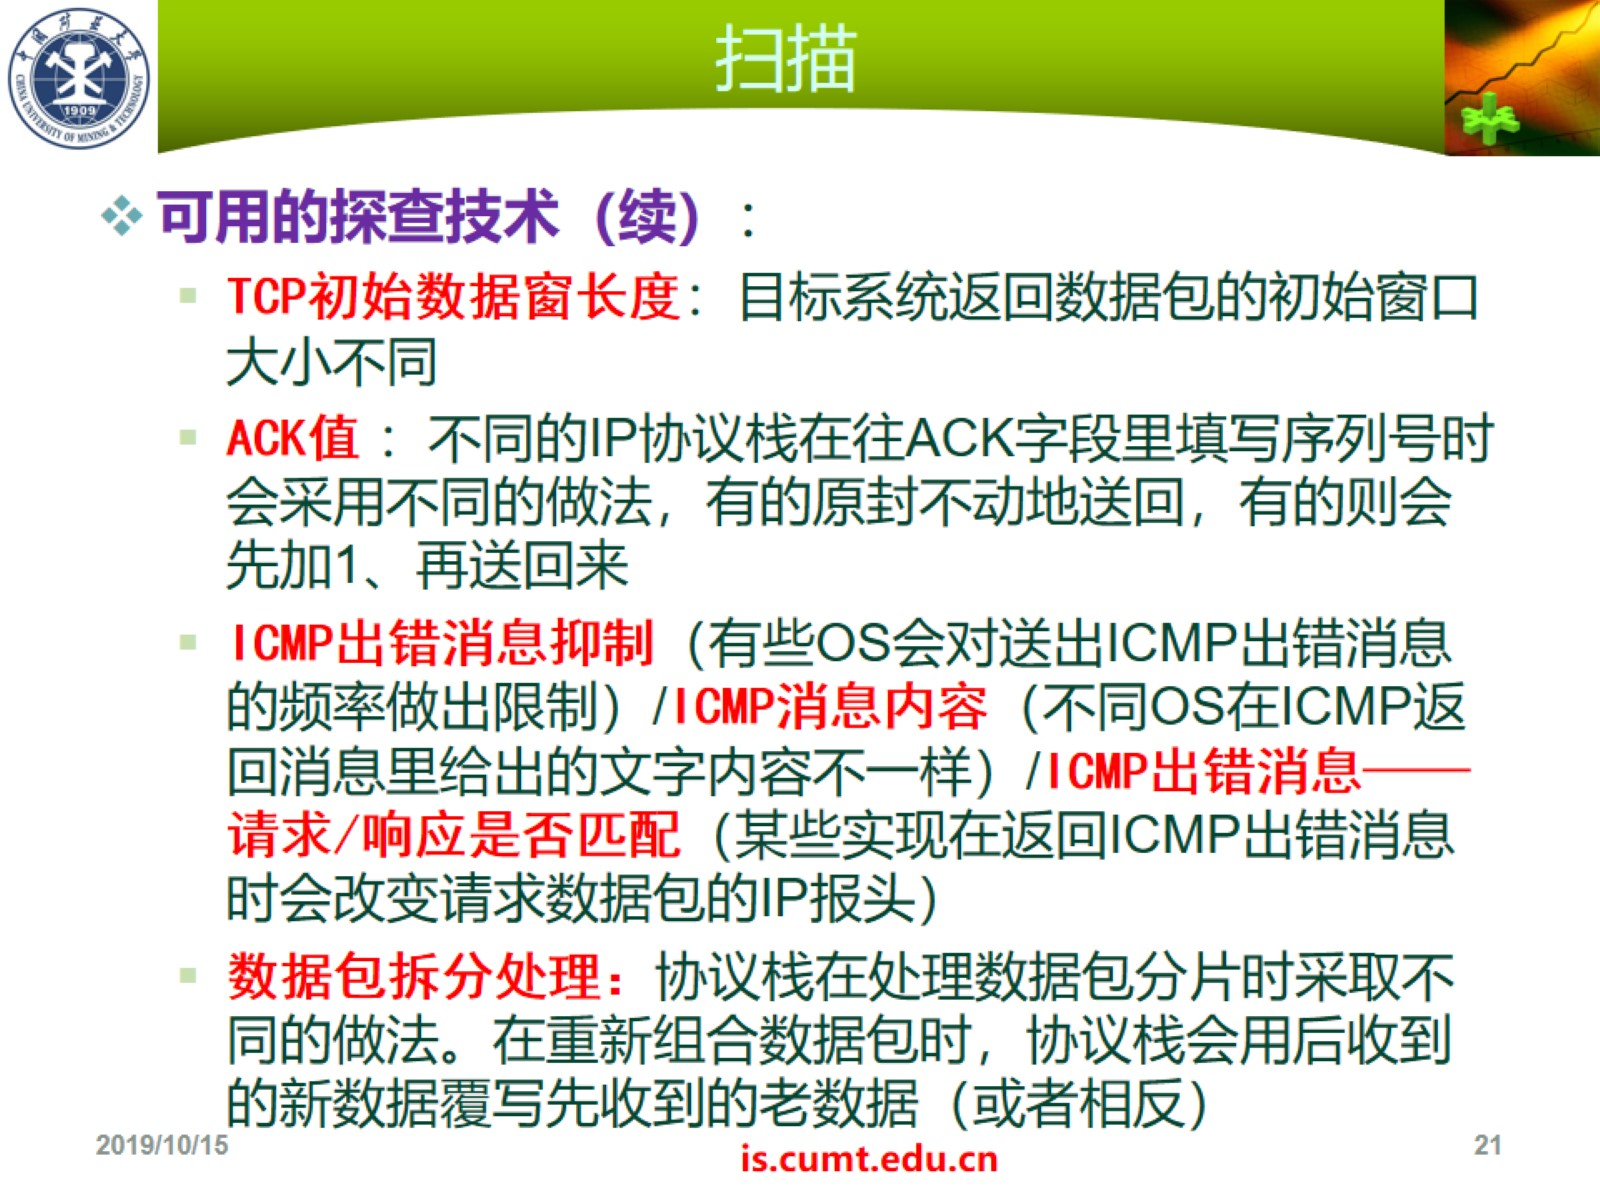 中国矿业大学
1909
CHINA UNIVERSITY OF MINING & TECHNOLOGY
扫描
可用的探查技术（续）：
TCP初始数据窗长度：目标系统返回数据包的初始窗口
大小不同
ACK值： 不同的IP协议栈在往ACK字段里填写序列号时
会采用不同的做法，有的原封不动地送回，有的则会
先加1、再送回来
ICMP出错消息抑制（有些OS会对送出ICMP出错消息
的频率做出限制）/ICMP消息内容（不同OS在ICMP返
回消息里给出的文字内容不一样）/ICMP出错消息——
请求/响应是否匹配（某些实现在返回ICMP出错消息
时会改变请求数据包的IP报头）
数据包拆分处理：协议栈在处理数据包分片时采取不
同的做法。在重新组合数据包时，协议栈会用后收到
的新数据覆写先收到的老数据（或者相反）
2019/10/15
is.cumt.edu.cn
21